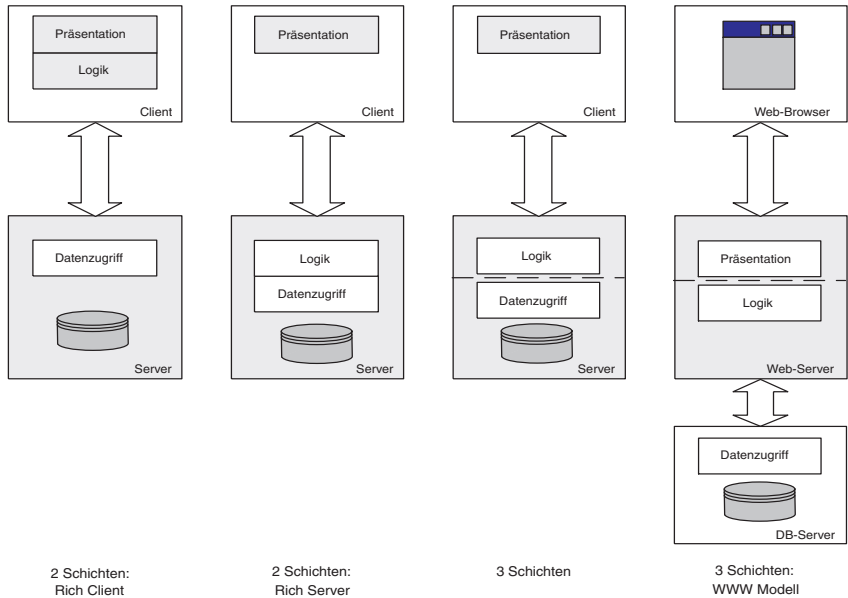 Präsentation
Logik
Client
Datenzugriff
Server
2 Schichten:
Rich Client
Präsentation
Client
Logik
Datenzugriff
Server
2 Schichten:
Rich Server
Präsentation
Client
Logik
Datenzugriff
Server
3 Schichten
Web-Browser
Präsentation
Logik
Web-Server
Datenzugriff
DB-Server
3 Schichten:
WWW Modell